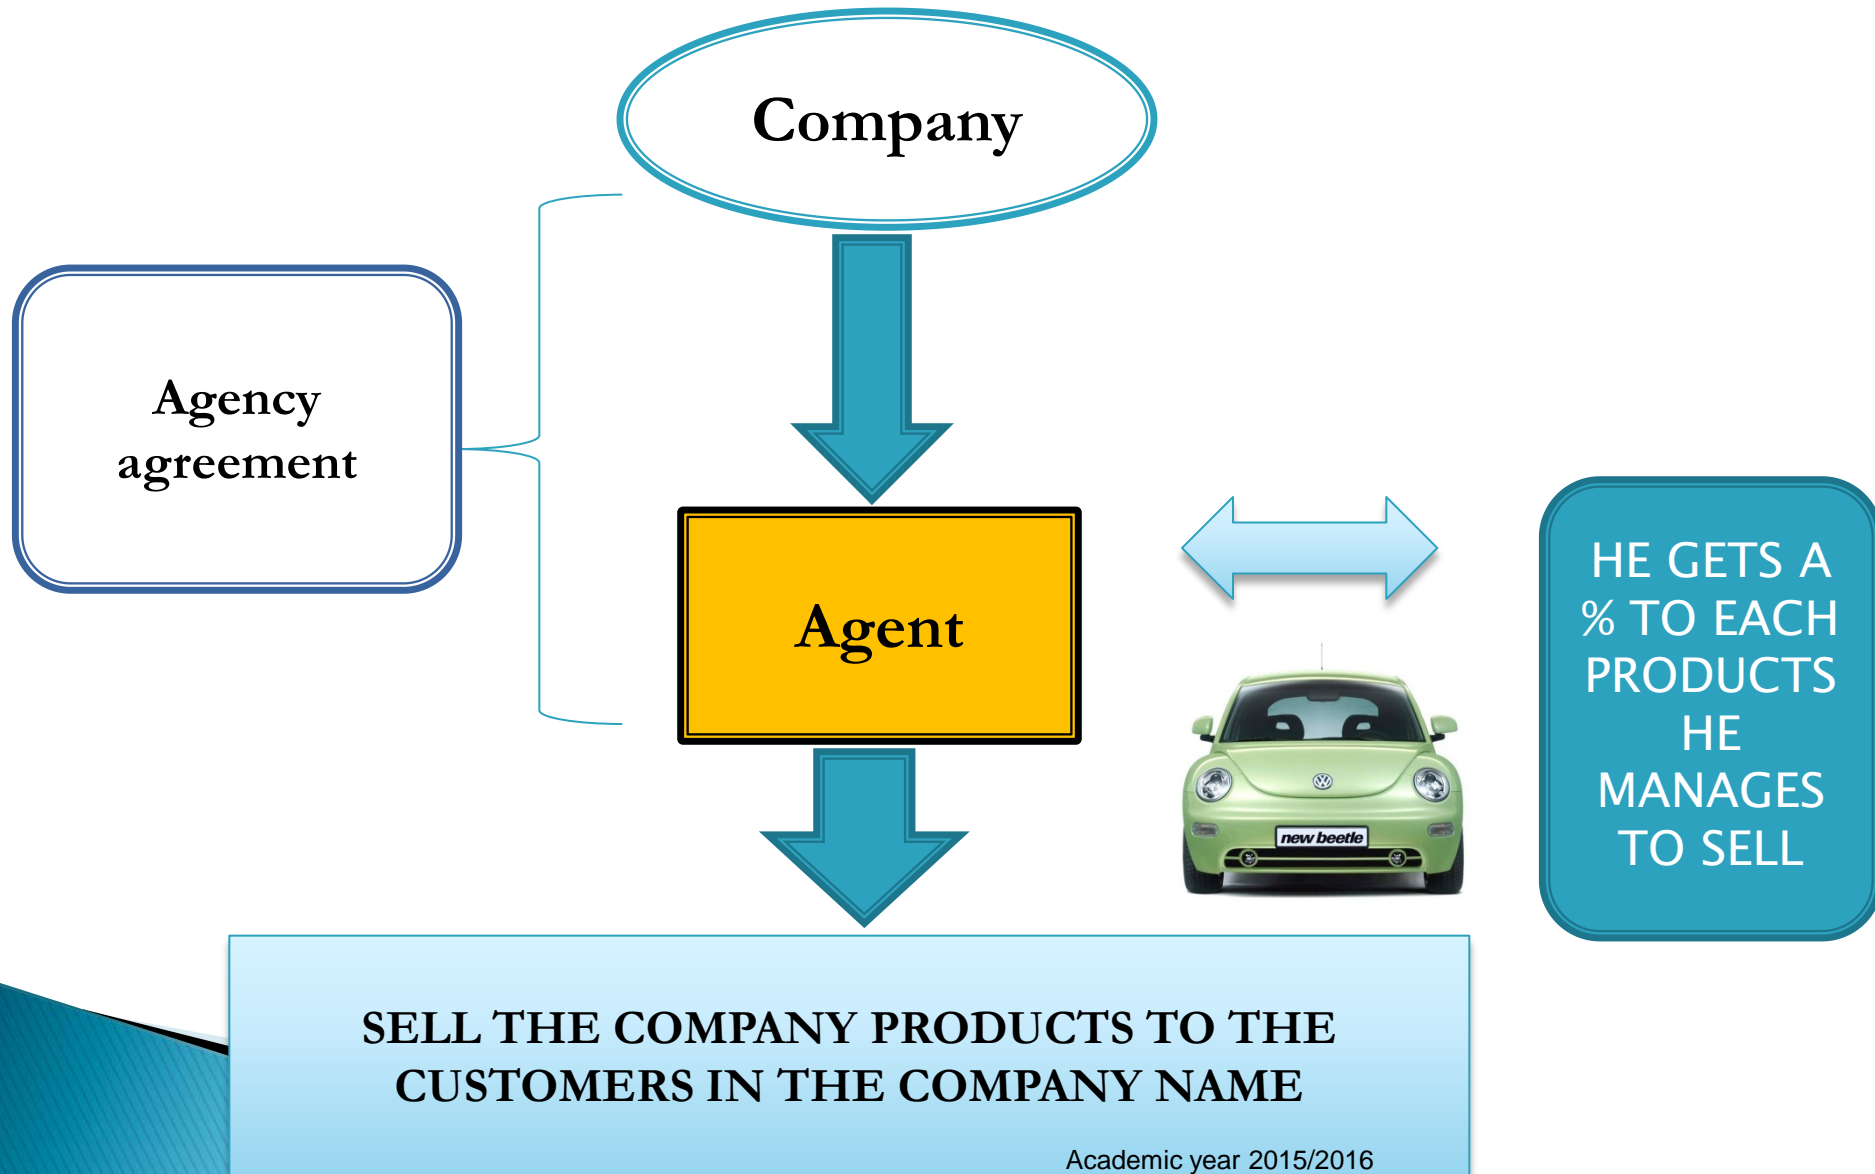 Company
Agency
agreement
Agent
HE GETS A
% TO EACH
PRODUCTS
HE
MANAGES
TO SELL
new beetle
SELL THE COMPANY PRODUCTS TO THE
CUSTOMERS IN THE COMPANY NAME
Academic year 2015/2016